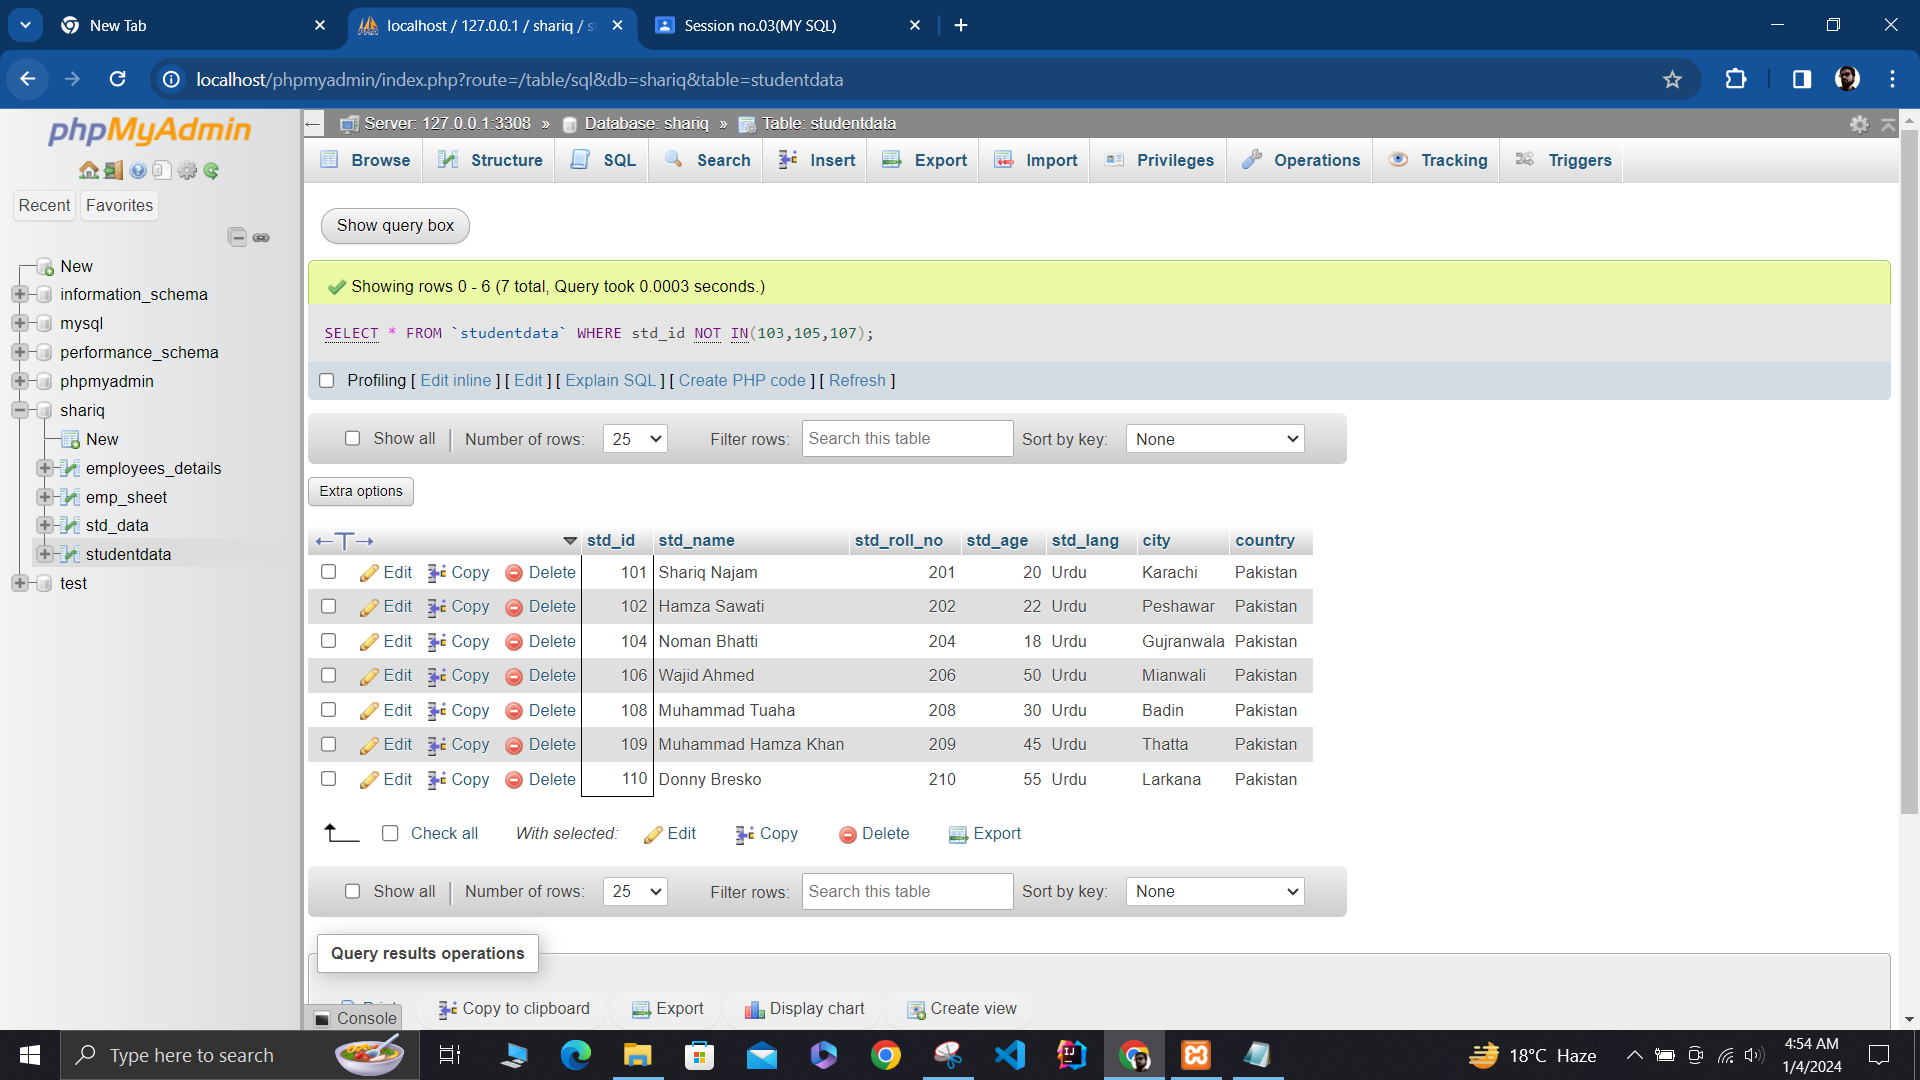 New Tab
localhost / 127.0.0.1 / shariq / s
Session no.03(MY SQL)
localhost/phpmyadmin/index.php?route=/table/sql&db=shariq&table=studentdata
phpMyAdmin
Recent Favorites
New
information_schema
mysql
performance_schema
phpmyadmin
shariq
New
employees_details
emp_sheet
std_data
studentdata
test
Server: 127.0.0.1:3308 » Database: shariq » Table: studentdata
Browse Structure SQL Search Insert Export Import Privileges Operations Tracking Triggers
Show query box
Showing rows 0 - 6 (7 total, Query took 0.0003 seconds.)
SELECT * FROM `studentdata` WHERE std_id NOT IN(103,105,107);
Profiling [ Edit inline ] [ Edit ] [ Explain SQL ] [ Create PHP code ] [ Refresh ]
Show all Number of rows: 25 Filter rows: Search this table Sort by key: None
Extra options
std_id std_name std_roll_no std_age std_lang city country
Edit Copy Delete 101 Shariq Najam 201 20 Urdu Karachi Pakistan
Edit Copy Delete 102 Hamza Sawati 202 22 Urdu Peshawar Pakistan
Edit Copy Delete 104 Noman Bhatti 204 18 Urdu Gujranwala Pakistan
Edit Copy Delete 106 Wajid Ahmed 206 50 Urdu Mianwali Pakistan
Edit Copy Delete 108 Muhammad Tuaha 208 30 Urdu Badin Pakistan
Edit Copy Delete 109 Muhammad Hamza Khan 209 45 Urdu Thatta Pakistan
Edit Copy Delete 110 Donny Bresko 210 55 Urdu Larkana Pakistan
Check all With selected: Edit Copy Delete Export
Show all Number of rows: 25 Filter rows: Search this table Sort by key: None
Query results operations
Print Copy to clipboard Export Display chart Create view
Console
Type here to search
18°C Haze
4:54 AM
1/4/2024